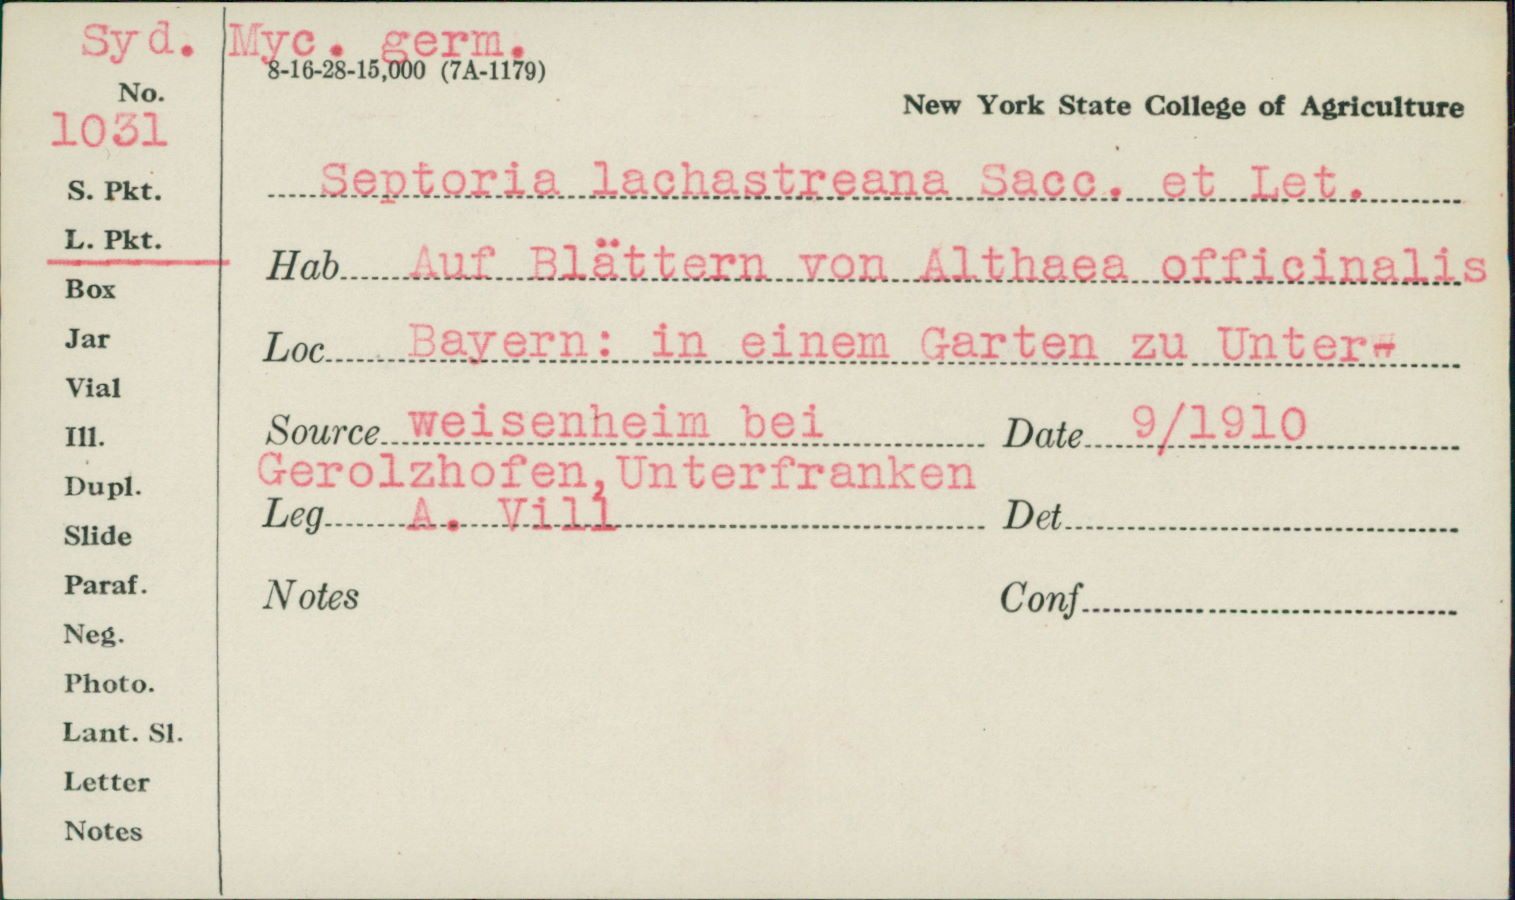 Syd. Myc. germ.
8-16-28-15,000 (7A-1179)
No.
1031
New York State College of Agriculture
S. Pkt.
Septoria lachastreana Sacc. et Let.
L. Pkt.
Hab Auf Blättern von Althaea officinalis
Box
Jar
Loc Bayern: in einem Garten zu Unter-
Vial
Ill.
Source weisenheim bei Date 9/1910
Gerolzhofen, Unterfranken
Dupl.
Leg A. Vill Det
Slide
Paraf.
Notes Conf
Neg.
Photo.
Lant. Sl.
Letter
Notes